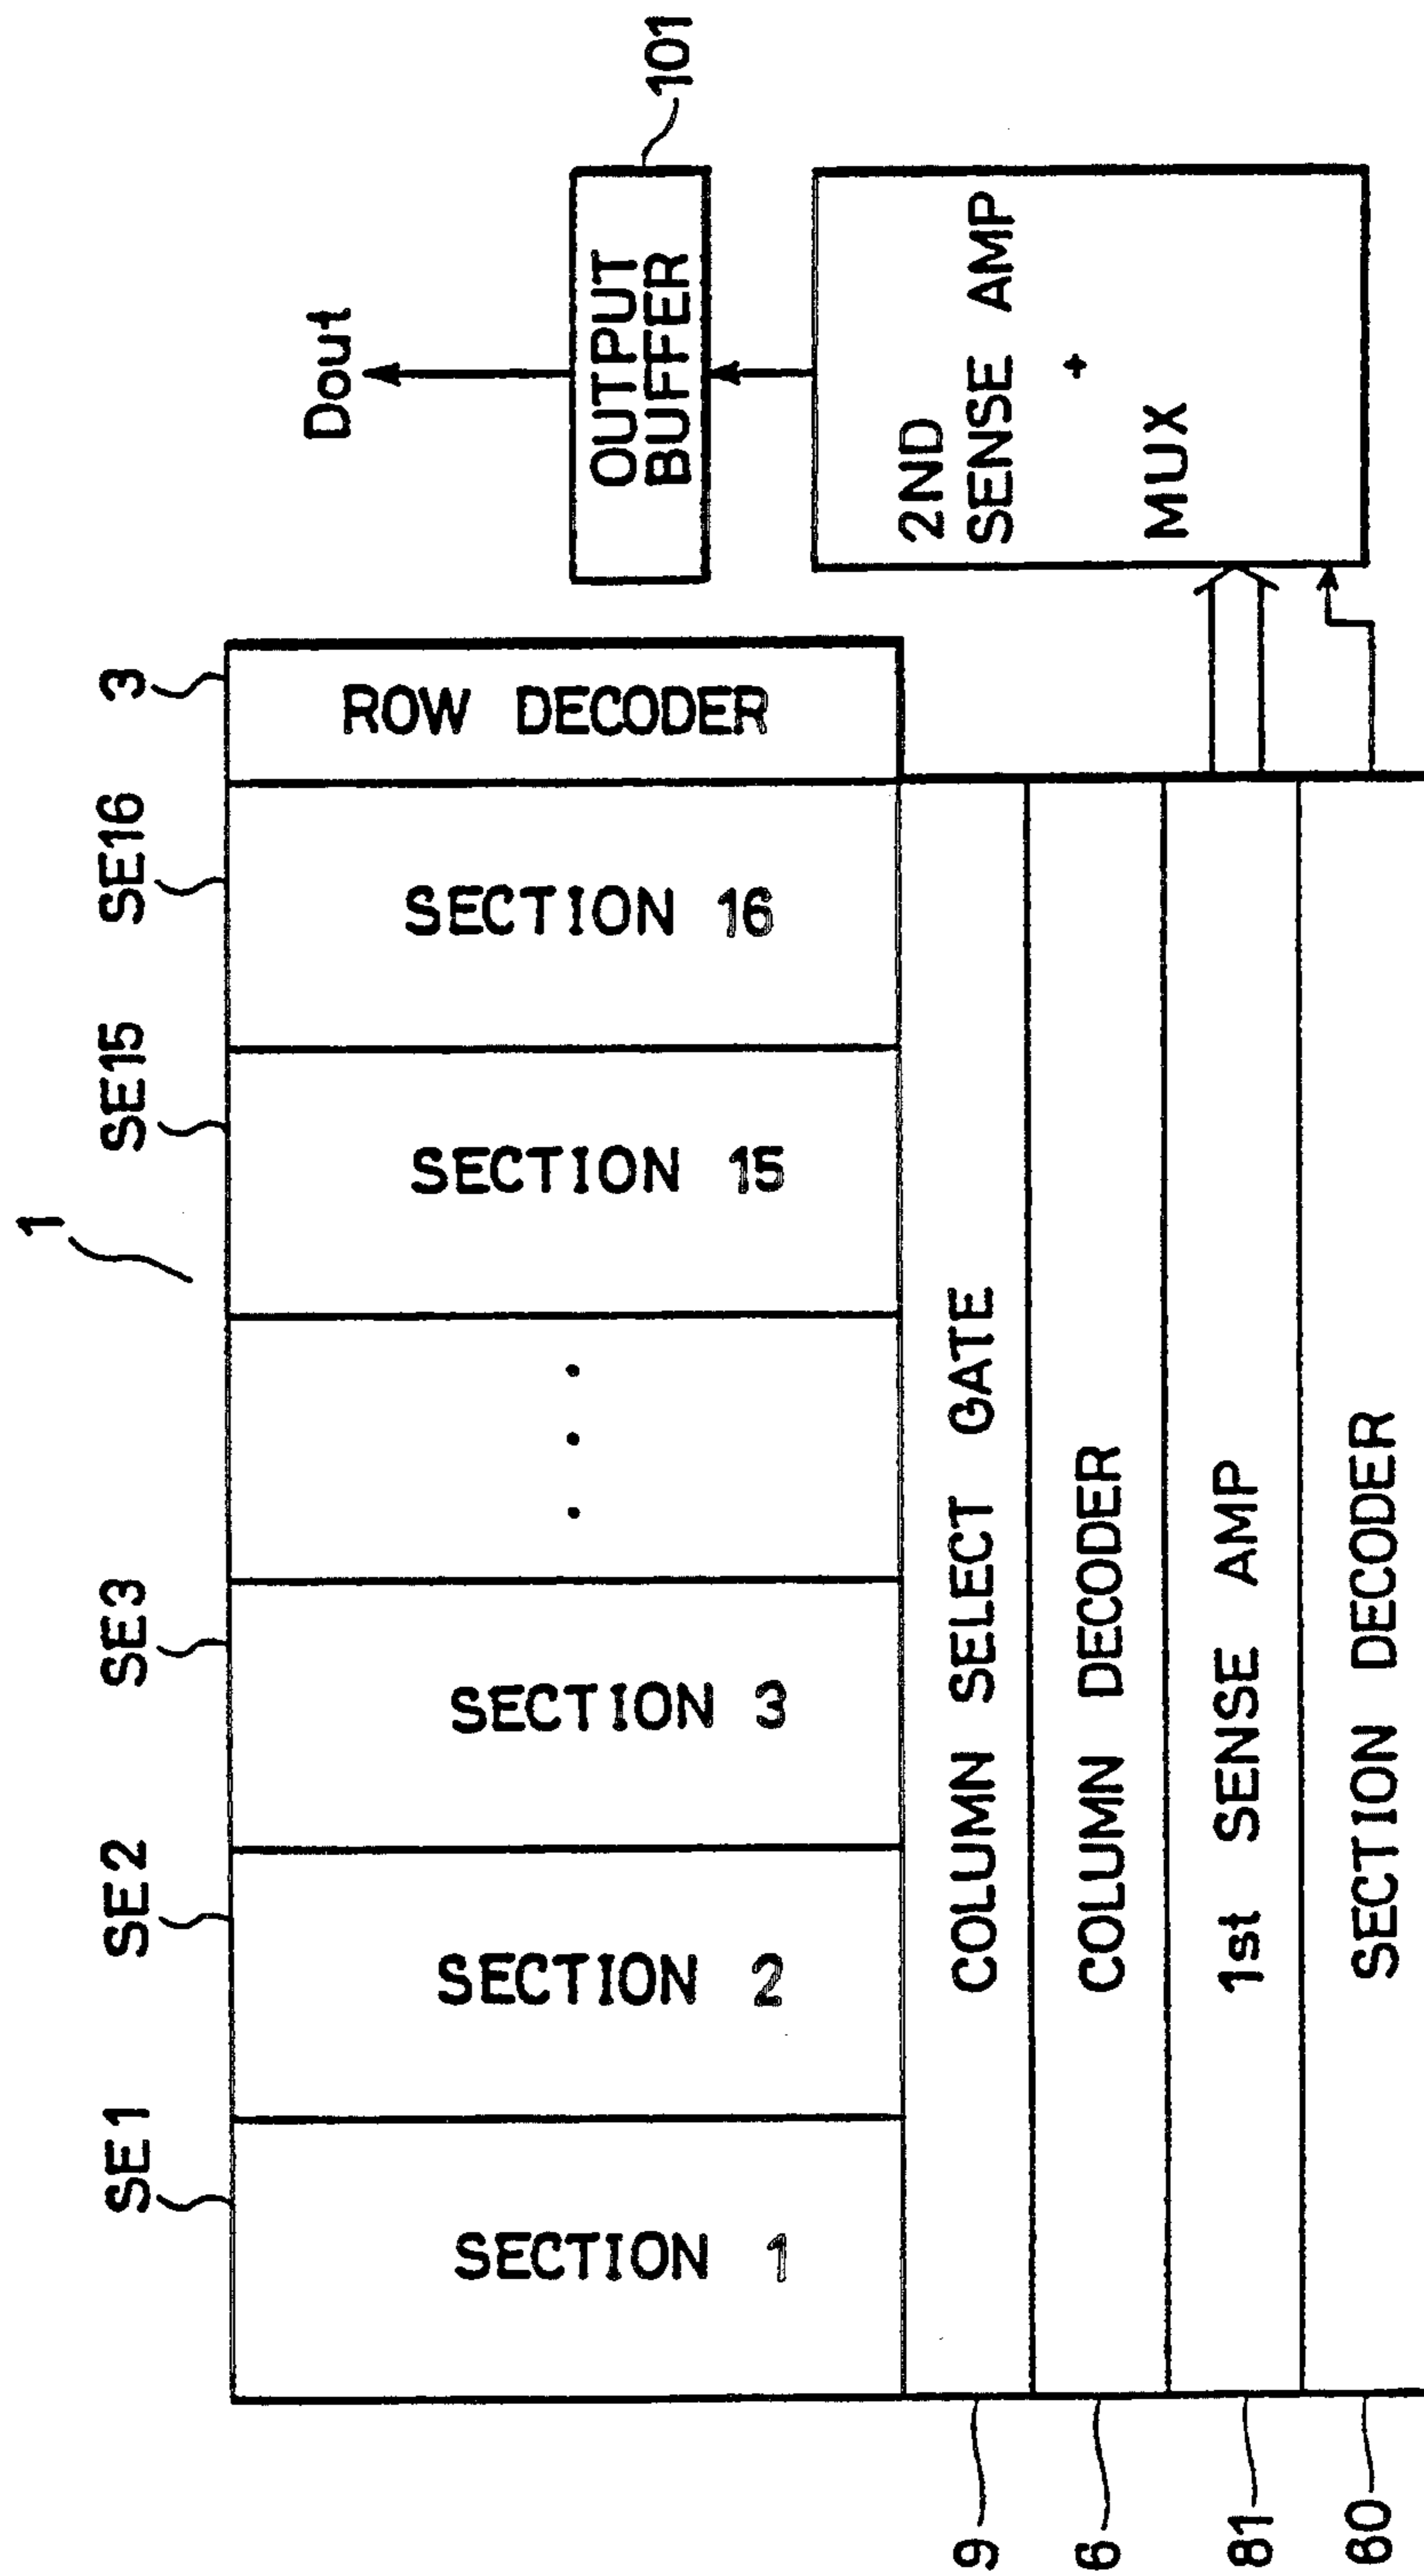 1
SE1
SE2
SE3
SE15
SE16
3
SECTION 1
SECTION 2
SECTION 3
. . .
SECTION 15
SECTION 16
ROW DECODER
Dout
OUTPUT
BUFFER
101
9
COLUMN SELECT GATE
6
COLUMN DECODER
81
1st SENSE AMP
60
SECTION DECODER
2ND
SENSE AMP
+
MUX